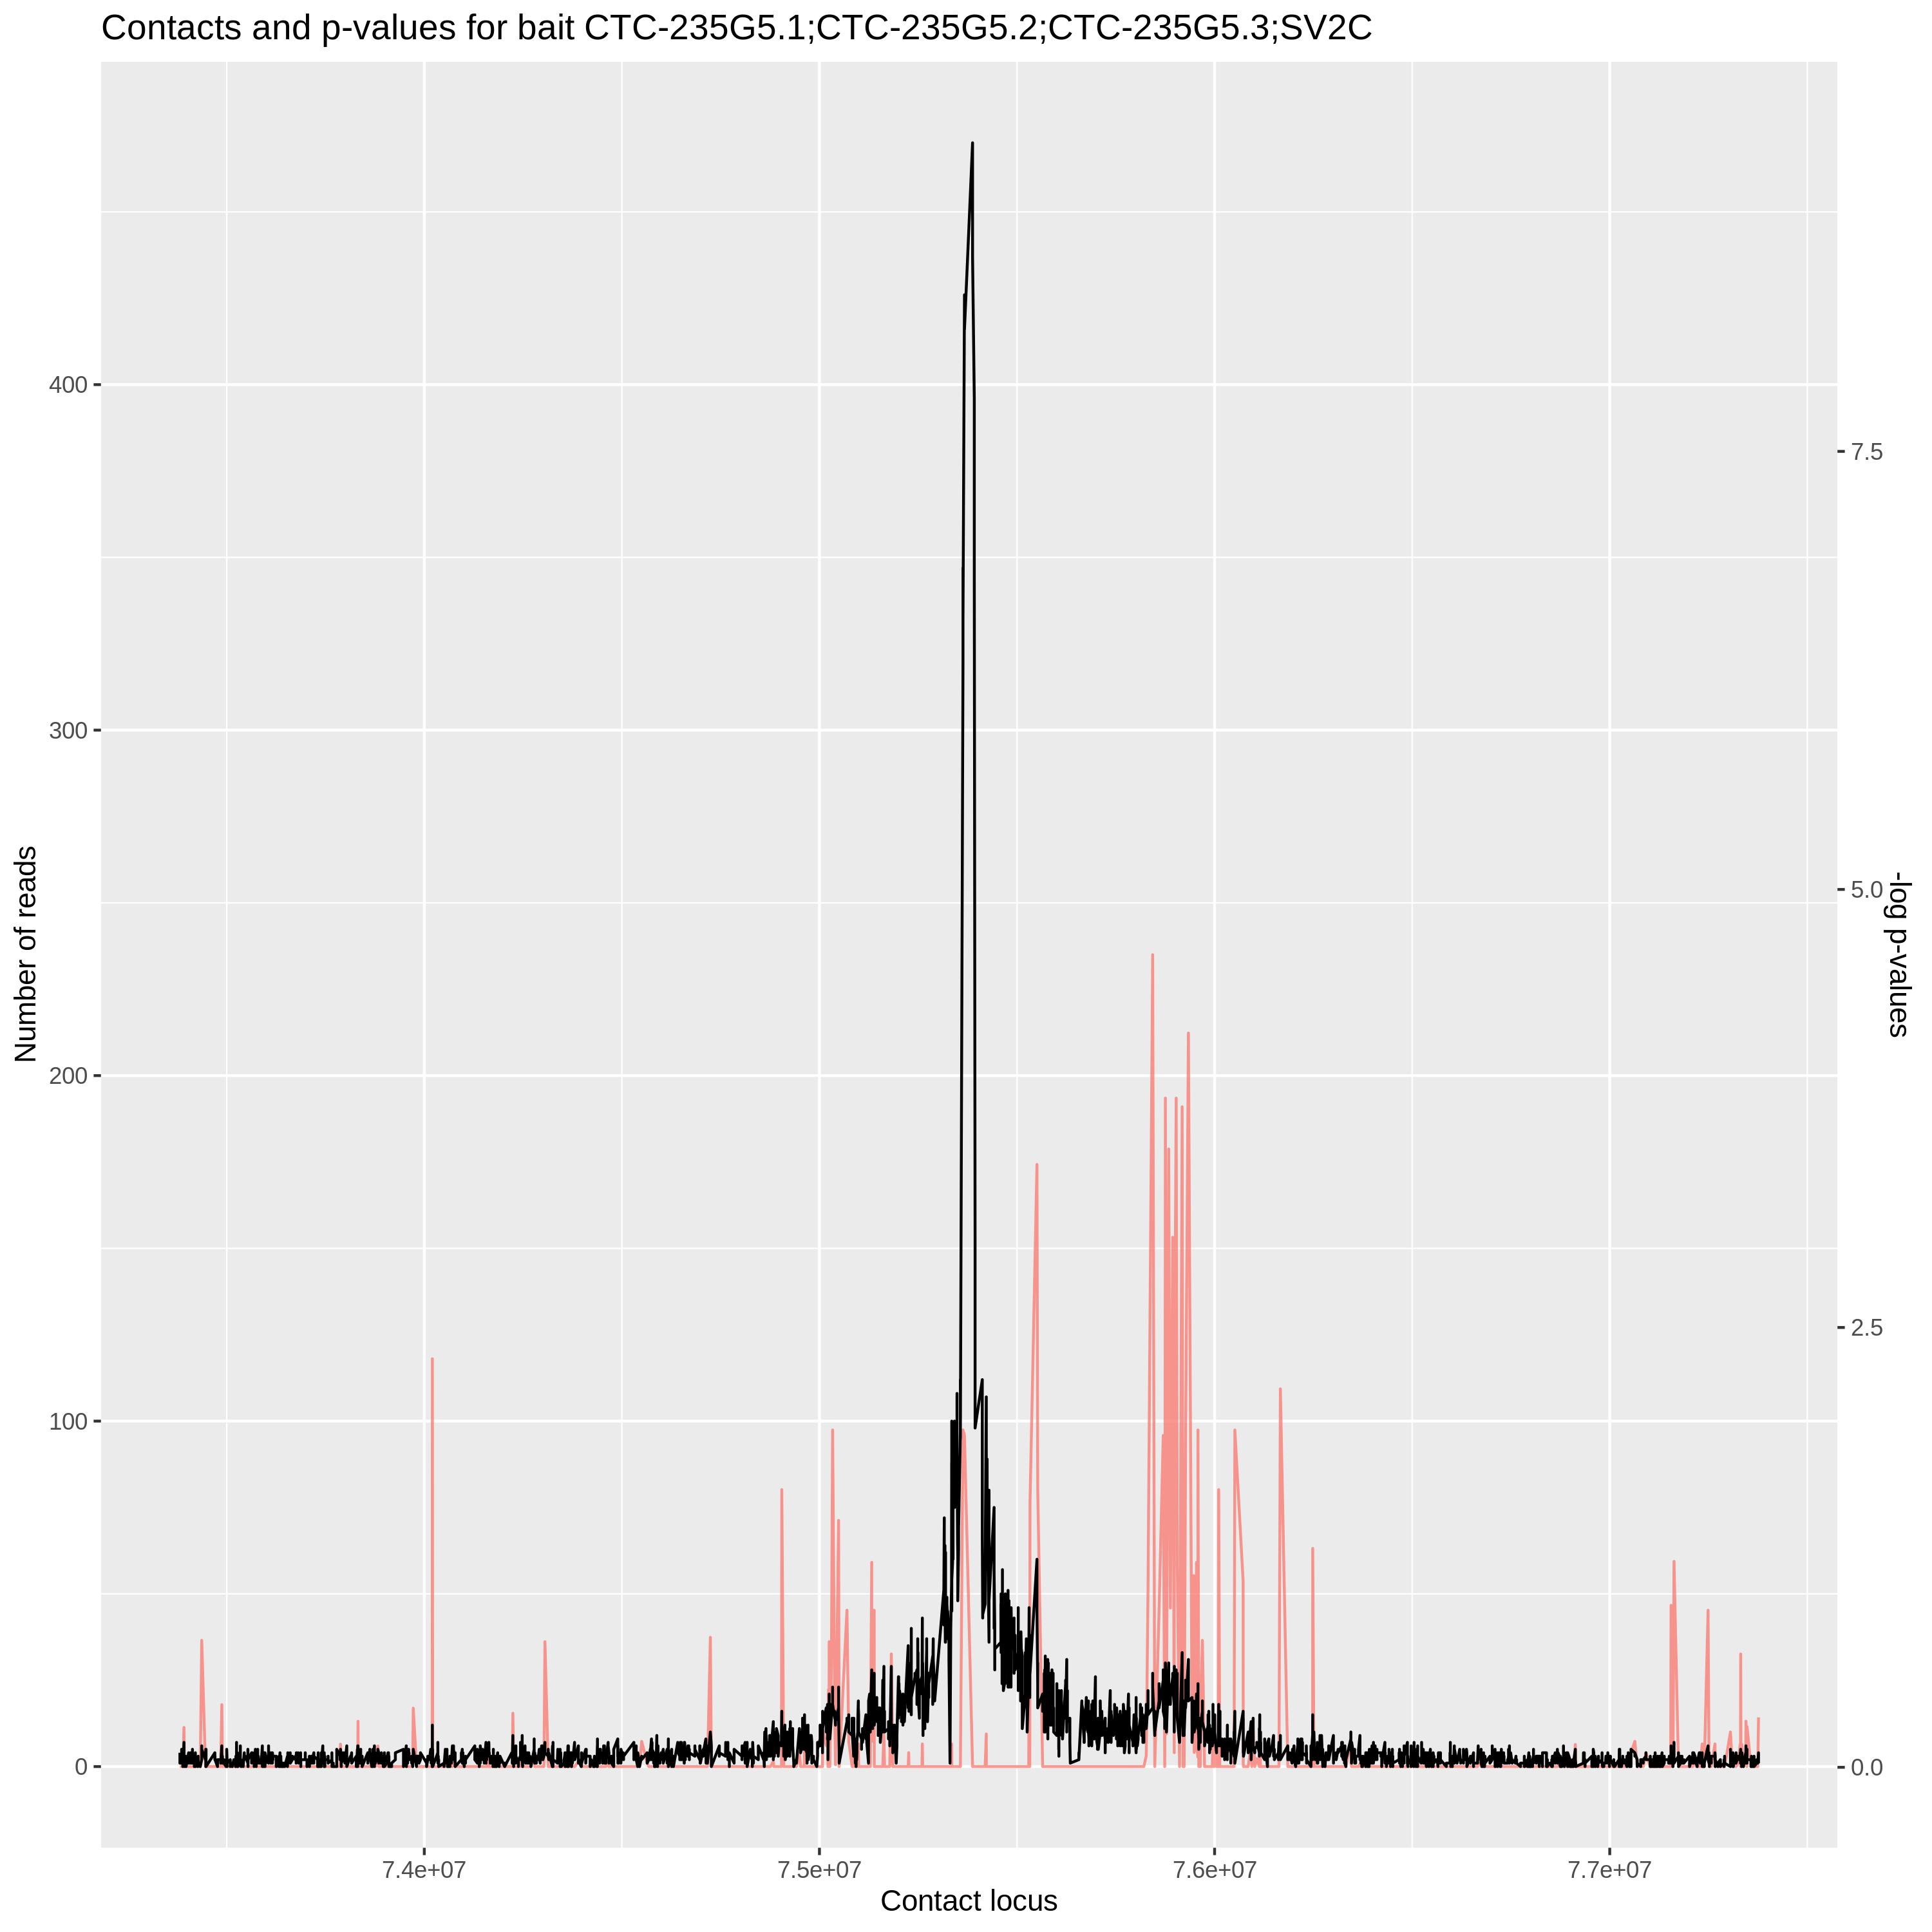 Contacts and p-values for bait CTC-235G5.1;CTC-235G5.2;CTC-235G5.3;SV2C
400
300
200
100
0
Number of reads
7.5
5.0
2.5
0.0
-log p-values
7.4e+07
7.5e+07
7.6e+07
7.7e+07
Contact locus